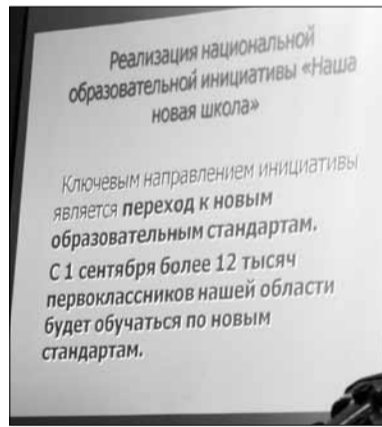 Реализация национальной
образовательной инициативы «Наша
новая школа»
Ключевым направлением инициативы
является переход к новым
образовательным стандартам.
С 1 сентября более 12 тысяч
первоклассников нашей области
будет обучаться по новым
стандартам.